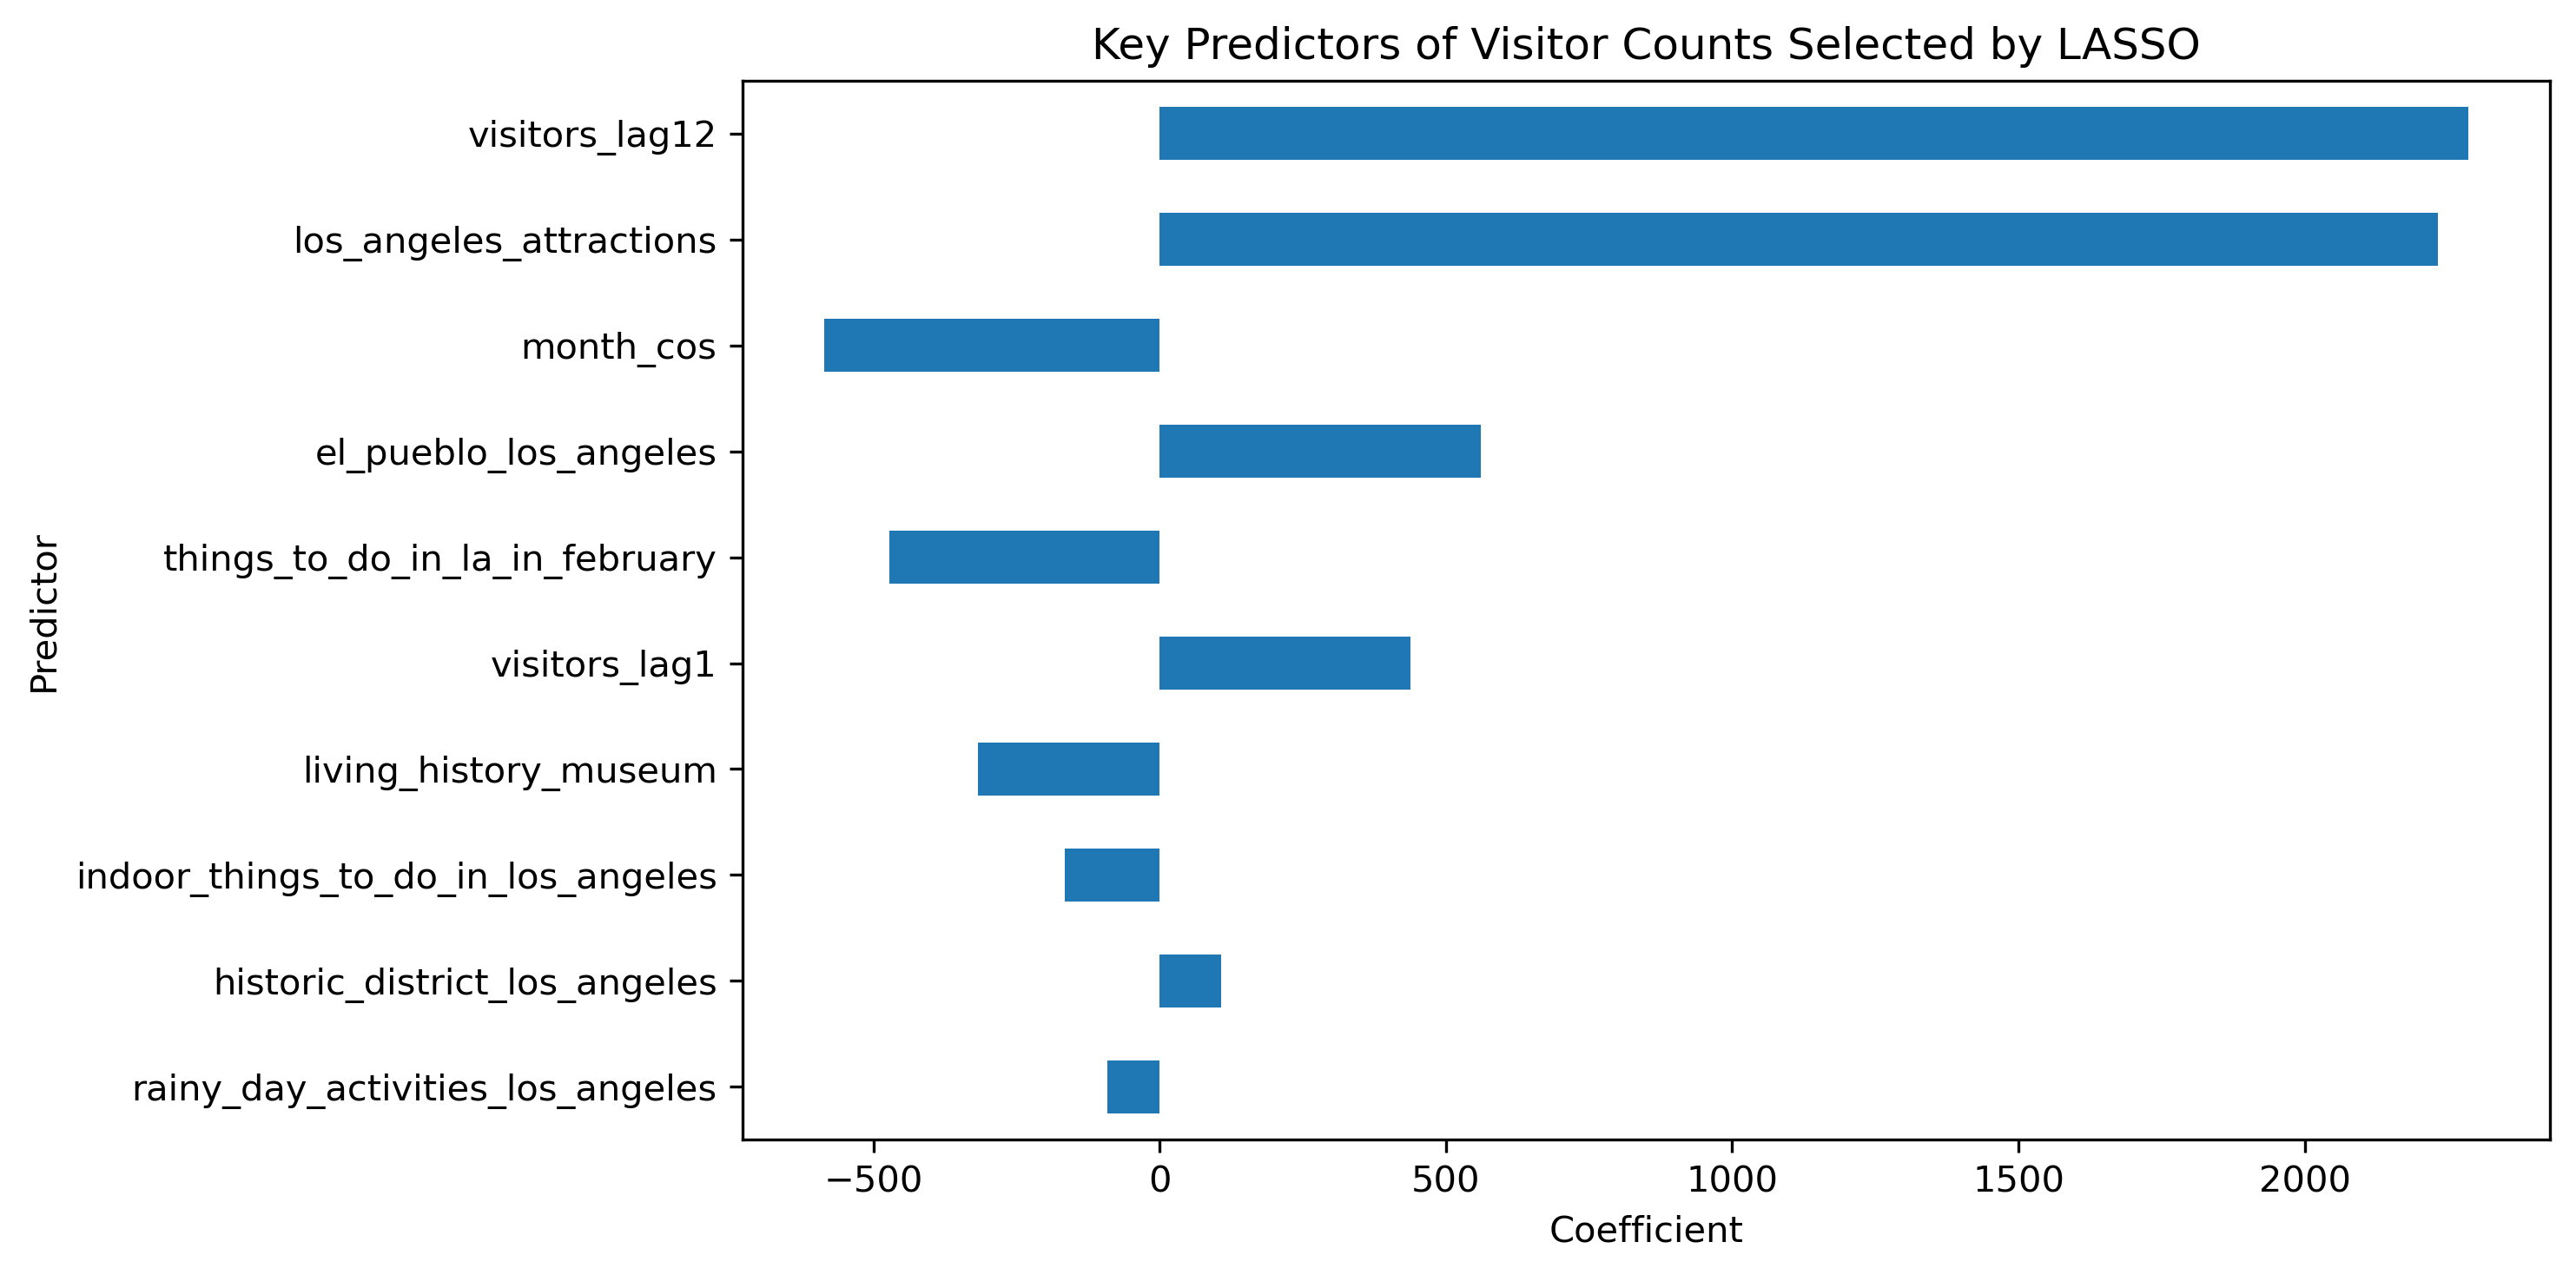 Key Predictors of Visitor Counts Selected by LASSO
visitors_lag12
los_angeles_attractions
month_cos
el_pueblo_los_angeles
things_to_do_in_la_in_february
visitors_lag1
living_history_museum
indoor_things_to_do_in_los_angeles
historic_district_los_angeles
rainy_day_activities_los_angeles
Predictor
−500 0 500 1000 1500 2000
Coefficient